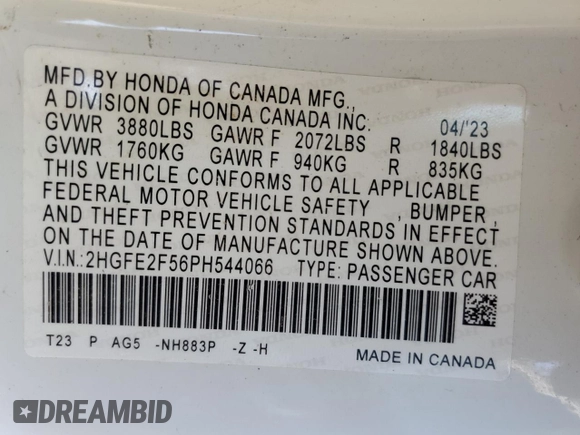 MFD.BY HONDA OF CANADA MFG.,
A DIVISION OF HONDA CANADA INC. 04/'23
GVWR 3880LBS GAWR F 2072LBS R 1840LBS
GVWR 1760KG GAWR F 940KG R 835KG
THIS VEHICLE CONFORMS TO ALL APPLICABLE
FEDERAL MOTOR VEHICLE SAFETY , BUMPER
AND THEFT PREVENTION STANDARDS IN EFFECT
ON THE DATE OF MANUFACTURE SHOWN ABOVE.
V.I.N.:2HGFE2F56PH544066 TYPE: PASSENGER CAR
T23 P AG5 -NH883P -Z -H
MADE IN CANADA
DREAMBID